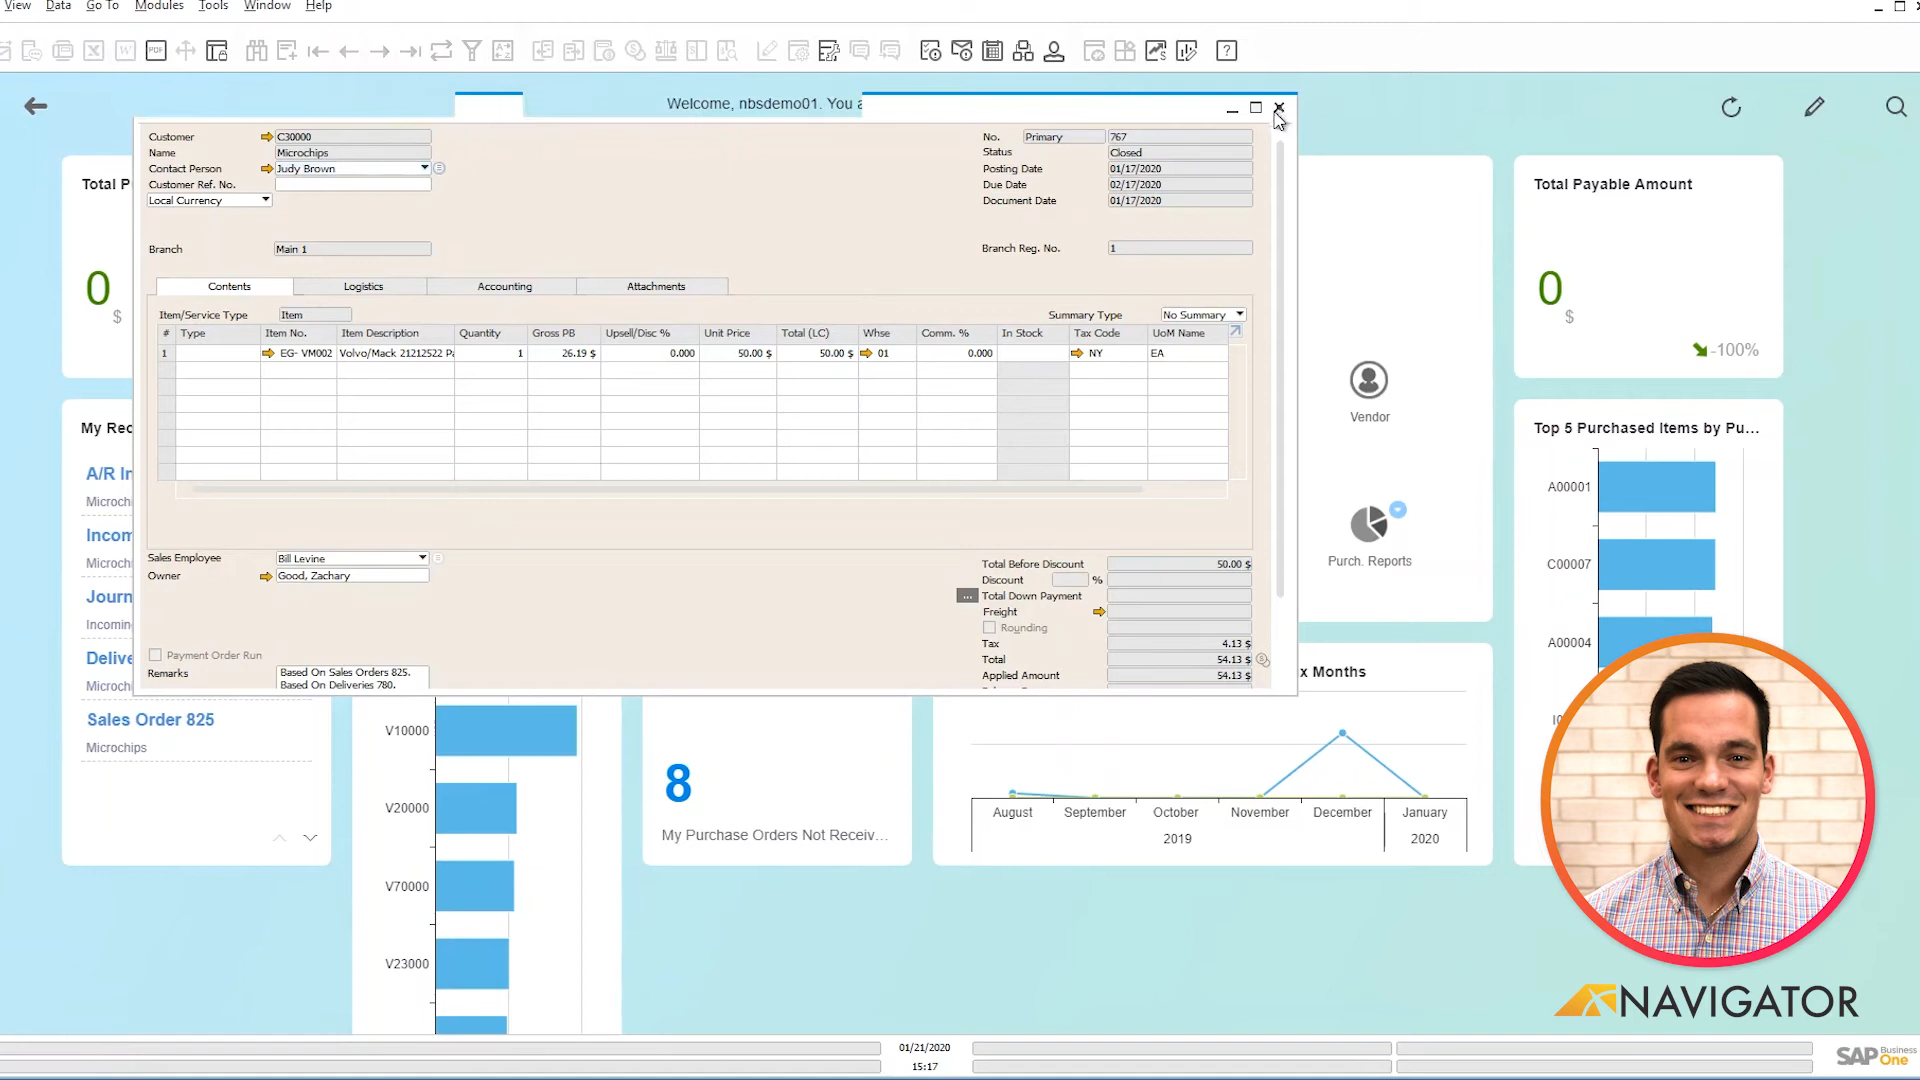 View Data Go To Modules Tools Window Help
Welcome, nbsdemo01. You a
Customer C30000
Name Microchips
Contact Person Judy Brown
Customer Ref. No.
Local Currency
Branch Main 1
No. Primary 767
Status Closed
Posting Date 01/17/2020
Due Date 02/17/2020
Document Date 01/17/2020
Branch Reg. No. 1
Contents Logistics Accounting Attachments
Item/Service Type Item
Summary Type No Summary
# Type Item No. Item Description Quantity Gross PB Upsell/Disc % Unit Price Total (LC) Whse Comm. % In Stock Tax Code UoM Name
1 EG- VM002 Volvo/Mack 21212522 Pa 1 26.19 $ 0.000 50.00 $ 50.00 $ 01 0.000 NY EA
Sales Employee Bill Levine
Owner Good, Zachary
Payment Order Run
Remarks Based On Sales Orders 825.
Based On Deliveries 780.
Total Before Discount 50.00 $
Discount %
... Total Down Payment
Freight
Rounding
Tax 4.13 $
Total 54.13 $
Applied Amount 54.13 $
Total P
0
$
My Rec
A/R In
Microchip
Incom
Microchip
Journ
Incoming
Delive
Microchip
Sales Order 825
Microchips
V10000
V20000
V70000
V23000
8
My Purchase Orders Not Receiv...
x Months
August September October November December January
2019 2020
Vendor
Purch. Reports
Total Payable Amount
0
$
-100%
Top 5 Purchased Items by Pu...
A00001
C00007
A00004
NAVIGATOR
01/21/2020
15:17
SAP Business One